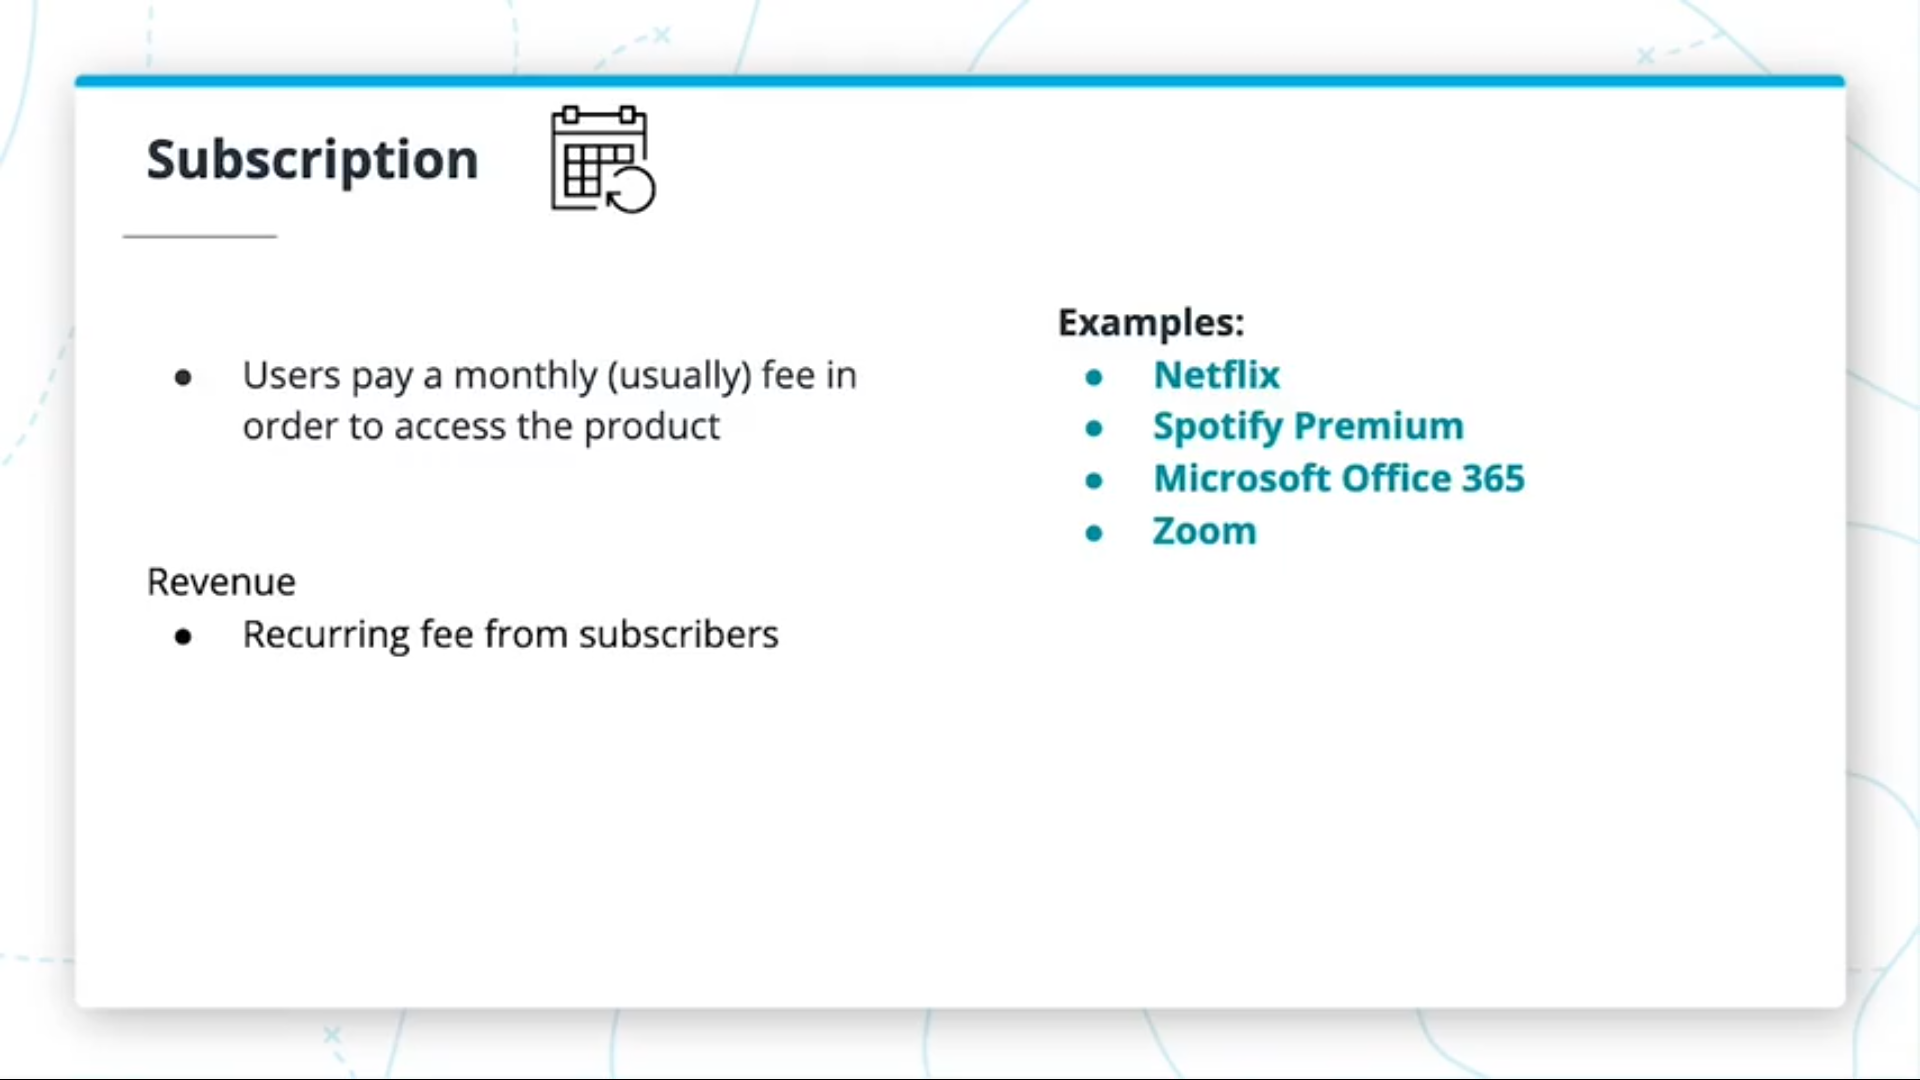 Subscription
● Users pay a monthly (usually) fee in
order to access the product
Revenue
● Recurring fee from subscribers
Examples:
● Netflix
● Spotify Premium
● Microsoft Office 365
● Zoom